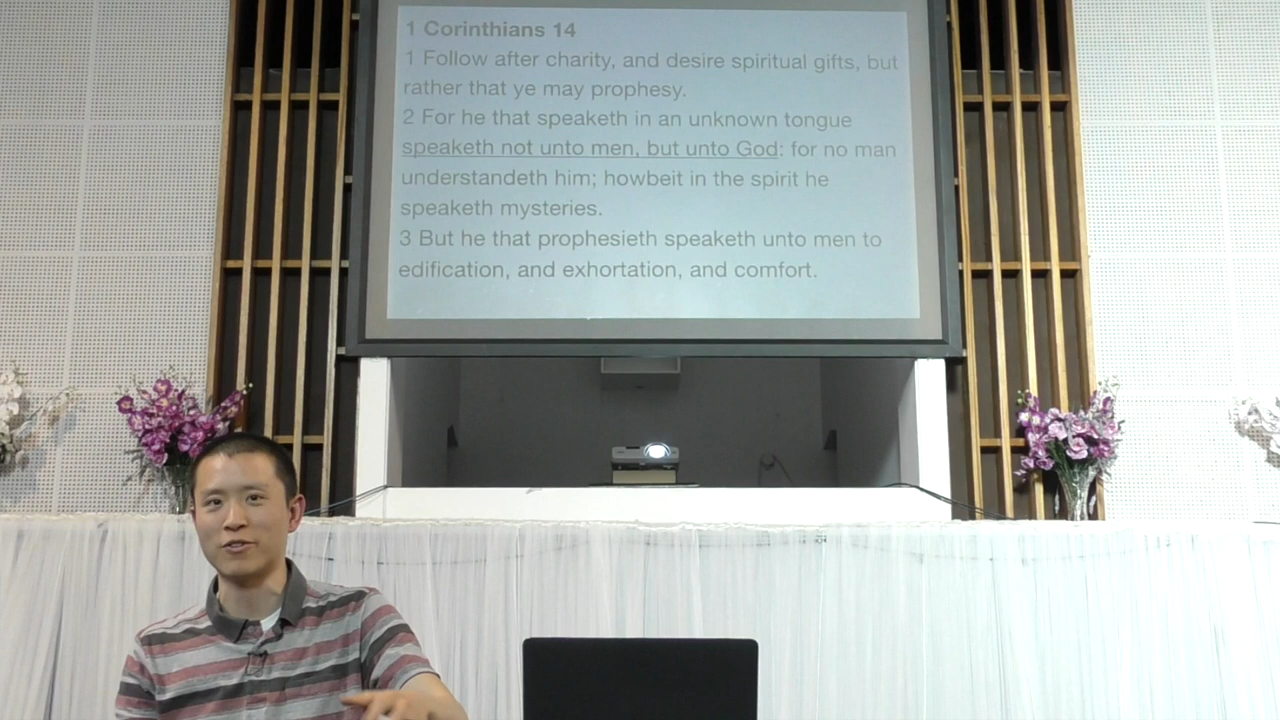 1 Corinthians 14
1 Follow after charity, and desire spiritual gifts, but
rather that ye may prophesy.
2 For he that speaketh in an unknown tongue
speaketh not unto men, but unto God: for no man
understandeth him; howbeit in the spirit he
speaketh mysteries.
3 But he that prophesieth speaketh unto men to
edification, and exhortation, and comfort.